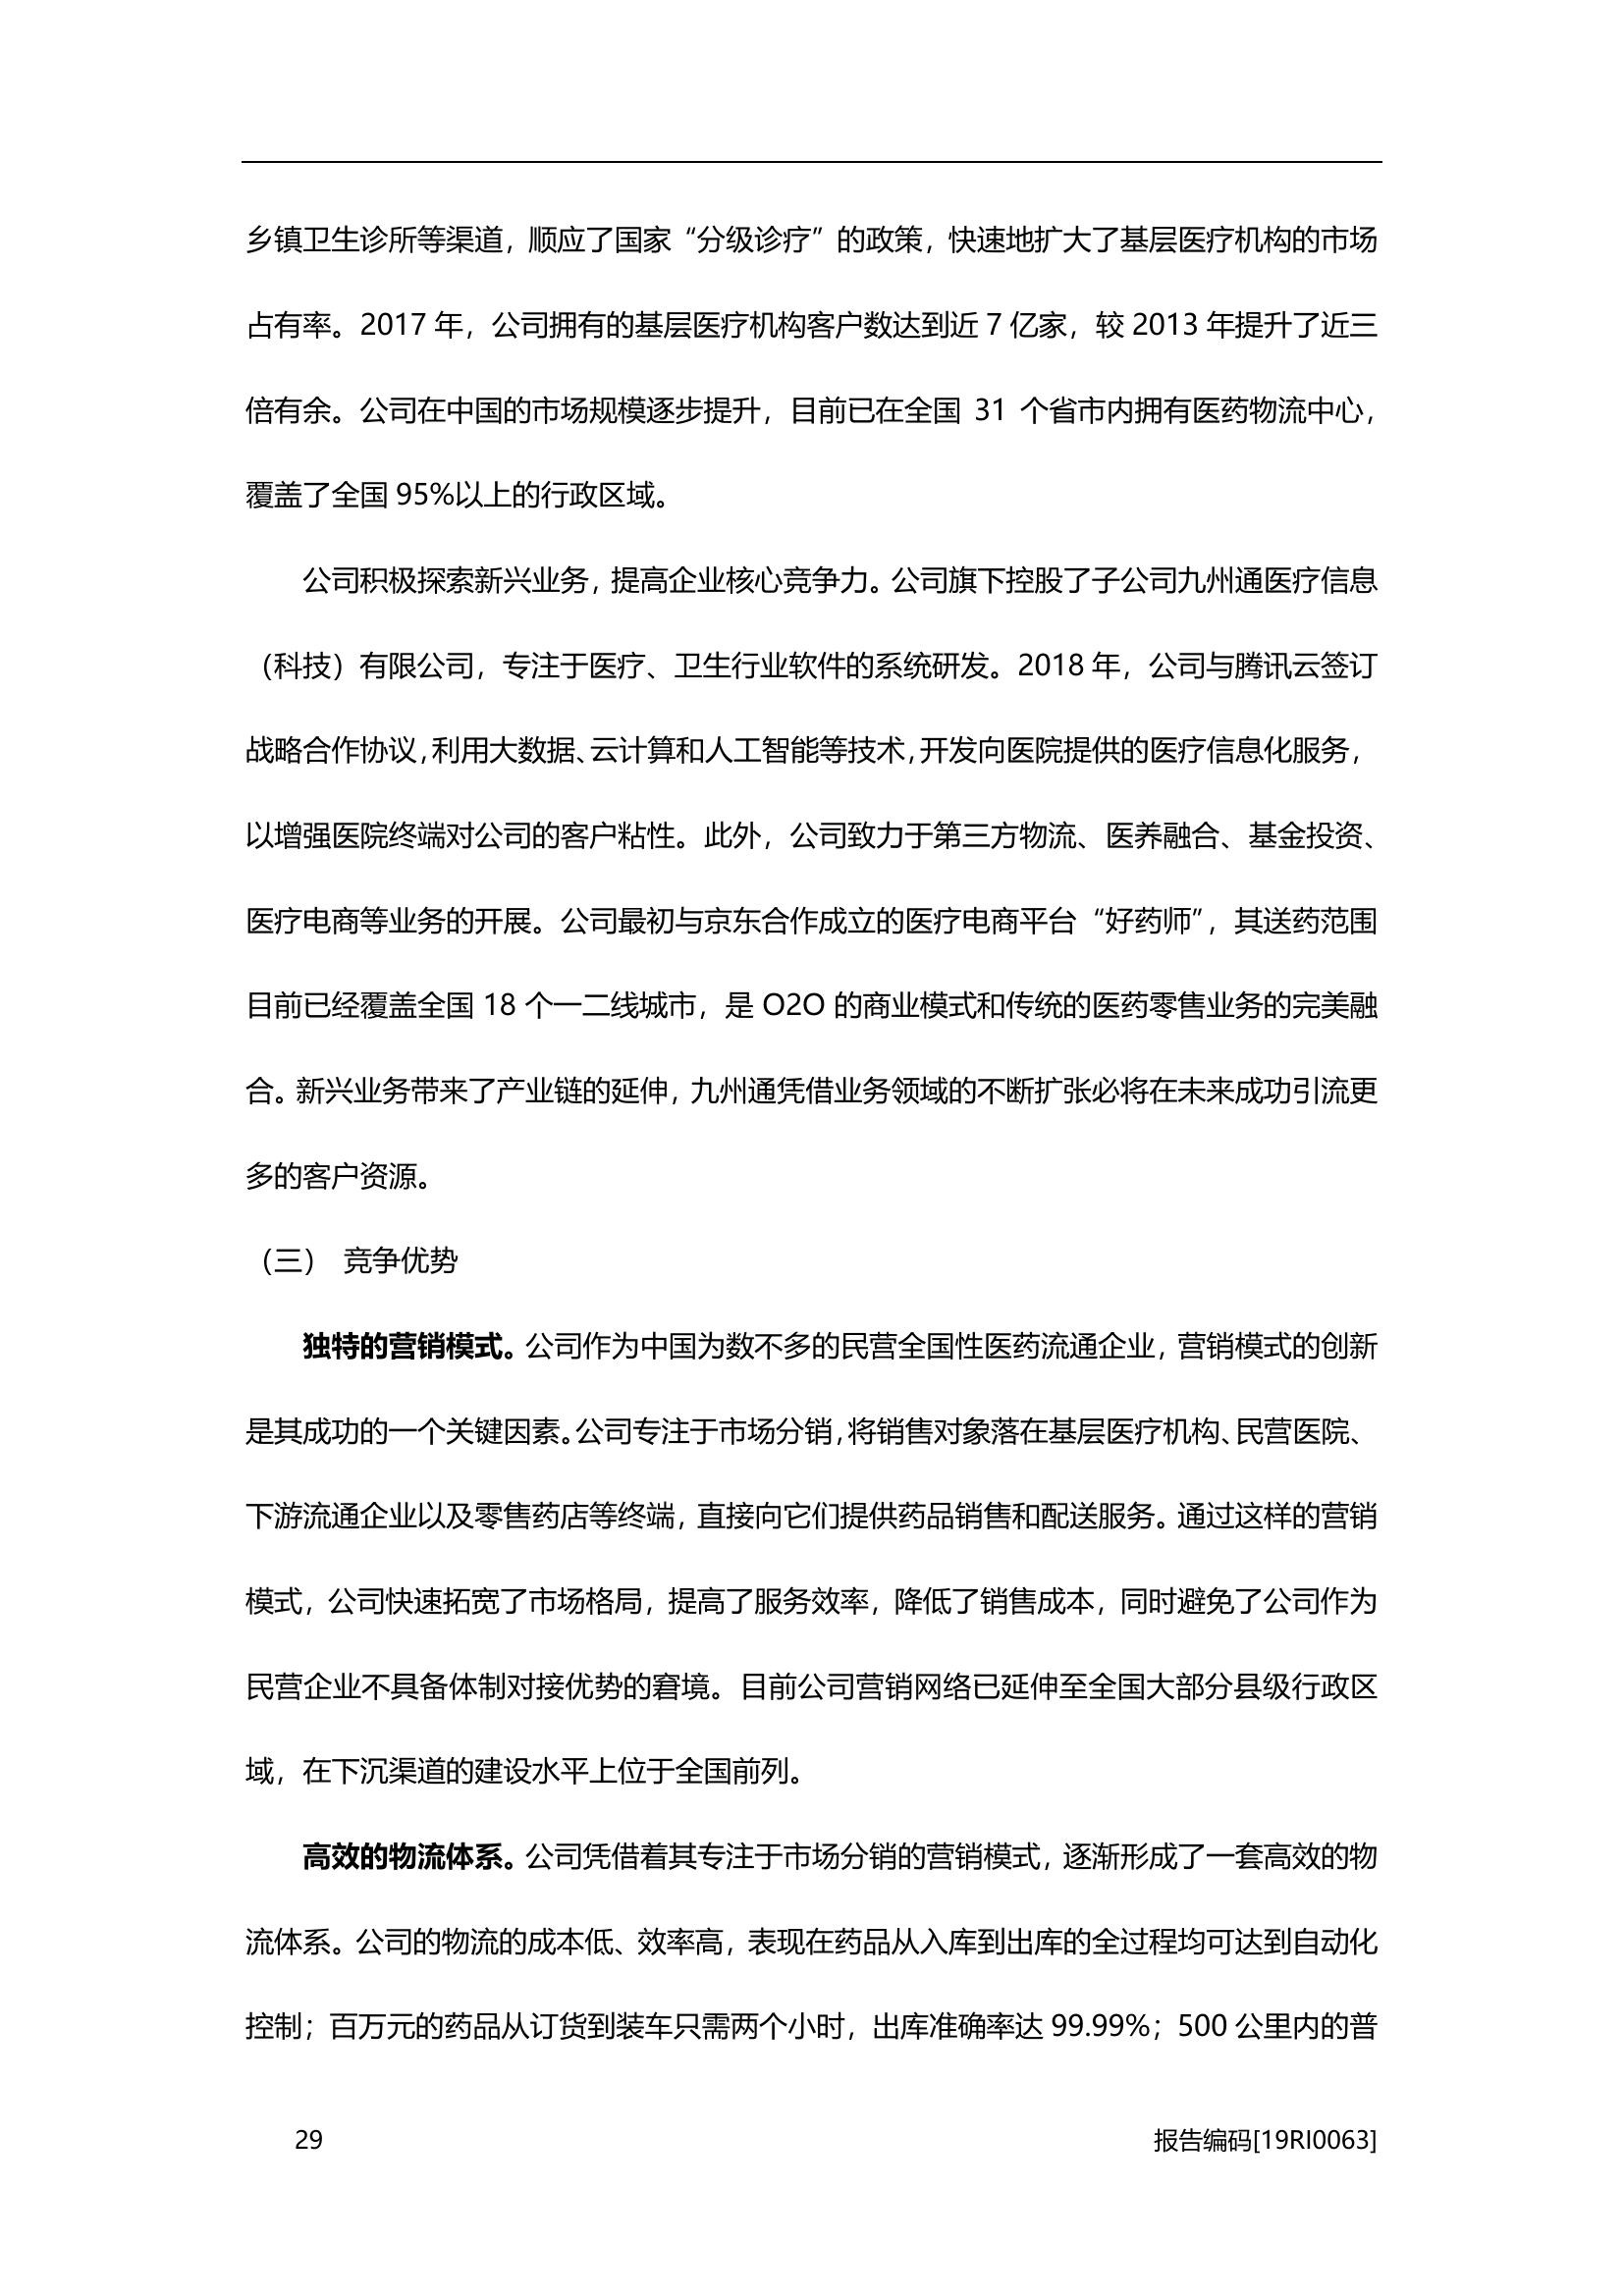 乡镇卫生诊所等渠道，顺应了国家“分级诊疗”的政策，快速地扩大了基层医疗机构的市场
占有率。2017 年，公司拥有的基层医疗机构客户数达到近 7 亿家，较 2013 年提升了近三
倍有余。公司在中国的市场规模逐步提升，目前已在全国 31 个省市内拥有医药物流中心，
覆盖了全国 95%以上的行政区域。
公司积极探索新兴业务，提高企业核心竞争力。公司旗下控股了子公司九州通医疗信息
（科技）有限公司，专注于医疗、卫生行业软件的系统研发。2018 年，公司与腾讯云签订
战略合作协议，利用大数据、云计算和人工智能等技术，开发向医院提供的医疗信息化服务，
以增强医院终端对公司的客户粘性。此外，公司致力于第三方物流、医养融合、基金投资、
医疗电商等业务的开展。公司最初与京东合作成立的医疗电商平台“好药师”，其送药范围
目前已经覆盖全国 18 个一二线城市，是 O2O 的商业模式和传统的医药零售业务的完美融
合。新兴业务带来了产业链的延伸，九州通凭借业务领域的不断扩张必将在未来成功引流更
多的客户资源。
（三） 竞争优势
独特的营销模式。公司作为中国为数不多的民营全国性医药流通企业，营销模式的创新
是其成功的一个关键因素。公司专注于市场分销，将销售对象落在基层医疗机构、民营医院、
下游流通企业以及零售药店等终端，直接向它们提供药品销售和配送服务。通过这样的营销
模式，公司快速拓宽了市场格局，提高了服务效率，降低了销售成本，同时避免了公司作为
民营企业不具备体制对接优势的窘境。目前公司营销网络已延伸至全国大部分县级行政区
域，在下沉渠道的建设水平上位于全国前列。
高效的物流体系。公司凭借着其专注于市场分销的营销模式，逐渐形成了一套高效的物
流体系。公司的物流的成本低、效率高，表现在药品从入库到出库的全过程均可达到自动化
控制；百万元的药品从订货到装车只需两个小时，出库准确率达 99.99%；500 公里内的普
29 报告编码[19RI0063]